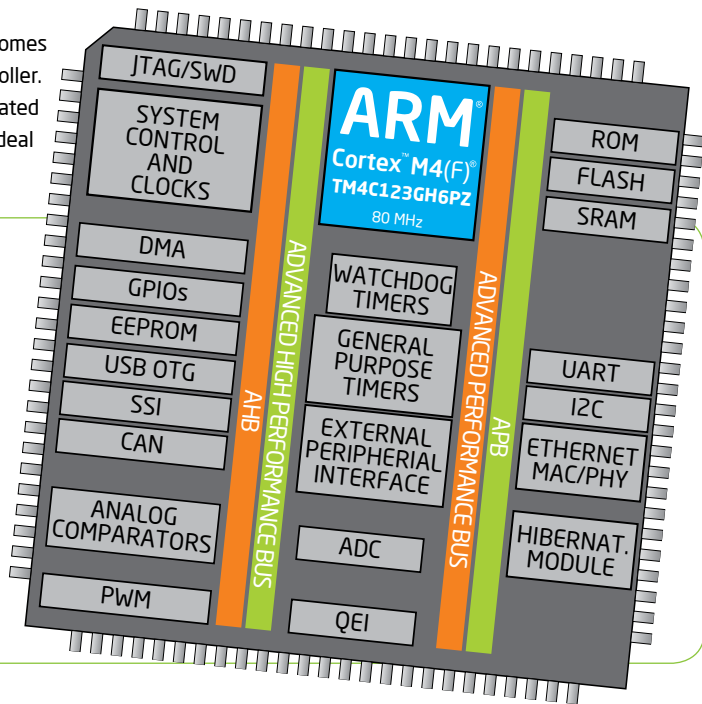 omes
oller.
ated
deal
JTAG/SWD
SYSTEM
CONTROL
AND
CLOCKS
DMA
GPIOs
EEPROM
USB OTG
SSI
CAN
ANALOG
COMPARATORS
PWM
AHB
ADVANCED HIGH PERFORMANCE BUS
ARM®
Cortex™ M4(F)®
TM4C123GH6PZ
80 MHz
WATCHDOG
TIMERS
GENERAL
PURPOSE
TIMERS
EXTERNAL
PERIPHERIAL
INTERFACE
ADC
QEI
ADVANCED PERFORMANCE BUS
APB
ROM
FLASH
SRAM
UART
I2C
ETHERNET
MAC/PHY
HIBERNAT.
MODULE